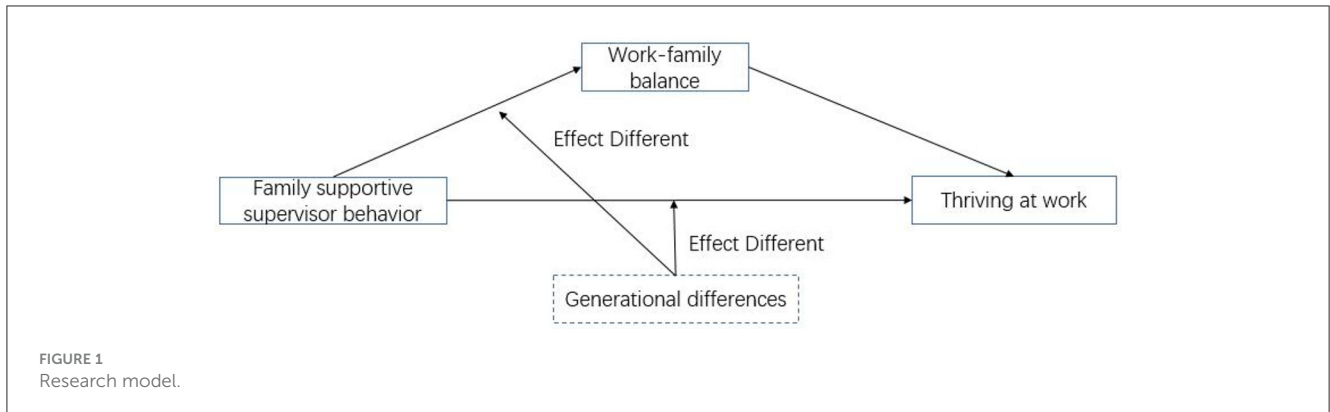 Work-family
balance
Effect Different
Family supportive
supervisor behavior
Thriving at work
Effect Different
Generational differences
FIGURE 1
Research model.